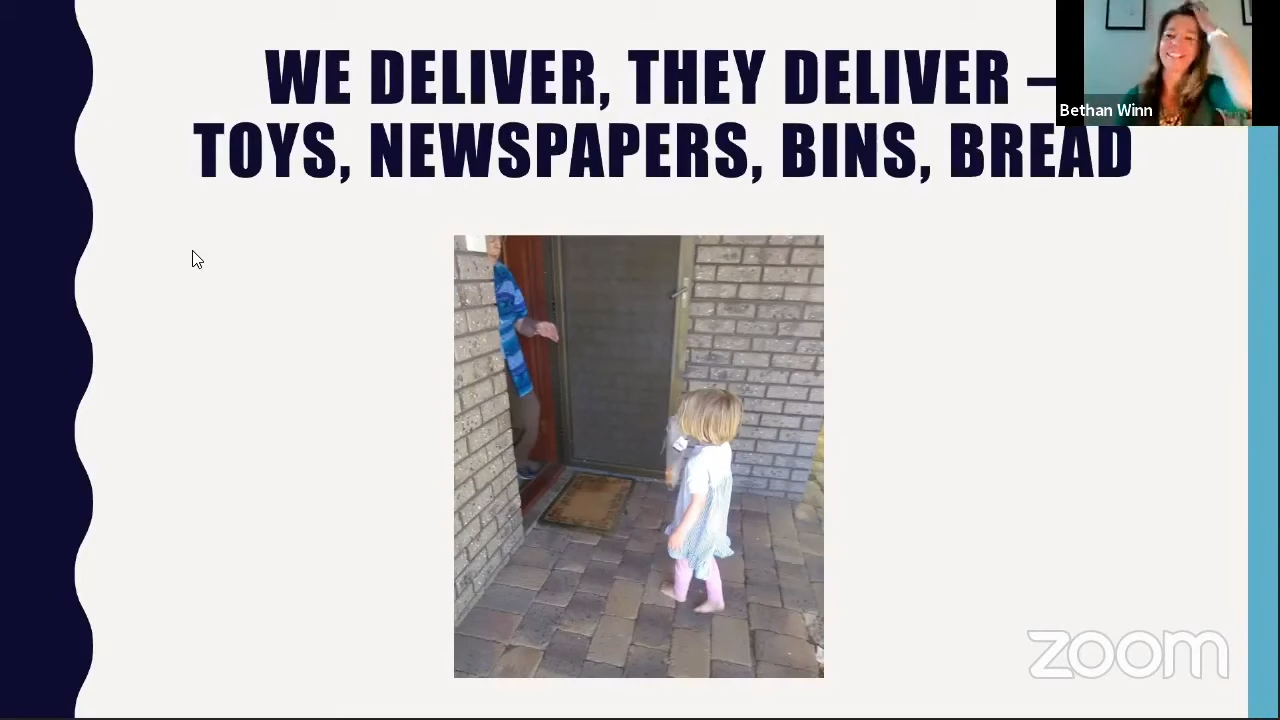 WE DELIVER, THEY DELIVER –
TOYS, NEWSPAPERS, BINS, BREAD
Bethan Winn
zoom